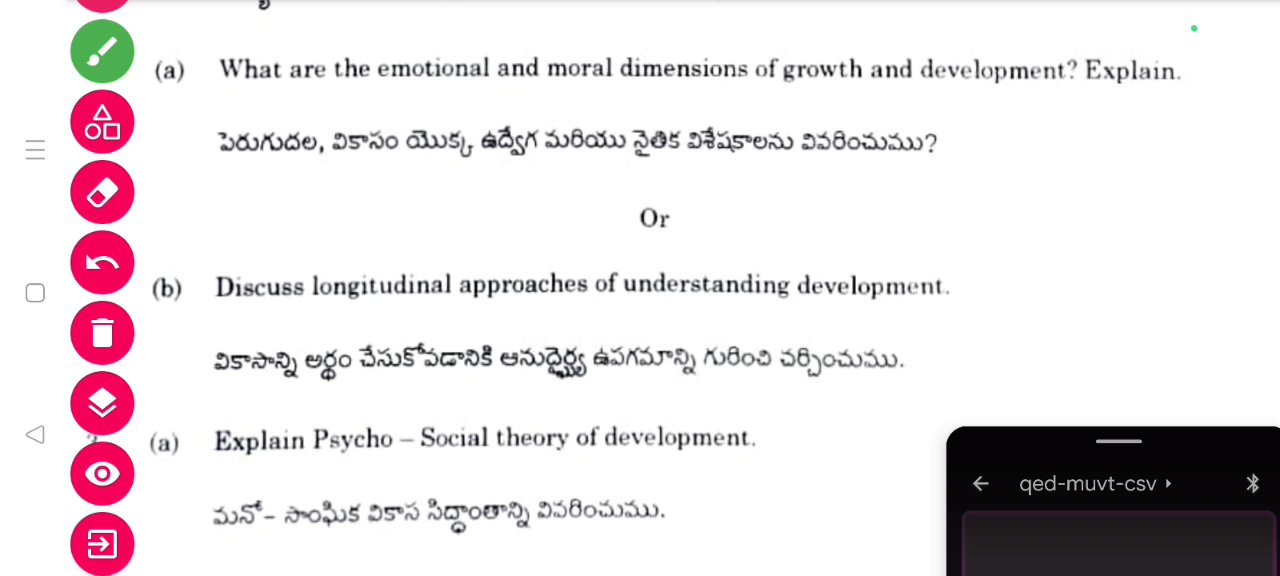 (a) What are the emotional and moral dimensions of growth and development? Explain.
పెరుగుదల, వికాసం యొక్క ఉద్వేగ మరియు నైతిక విశేషకాలను వివరించుము?
Or
(b) Discuss longitudinal approaches of understanding development.
వికాసాన్ని అర్థం చేసుకోవడానికి ఉపగమాన్ని గురించి చర్చించుము.
(a) Explain Psycho – Social theory of development.
మనో– సాంఘిక వికాస సిద్ధాంతాన్ని వివరించుము.
qed-muvt-csv